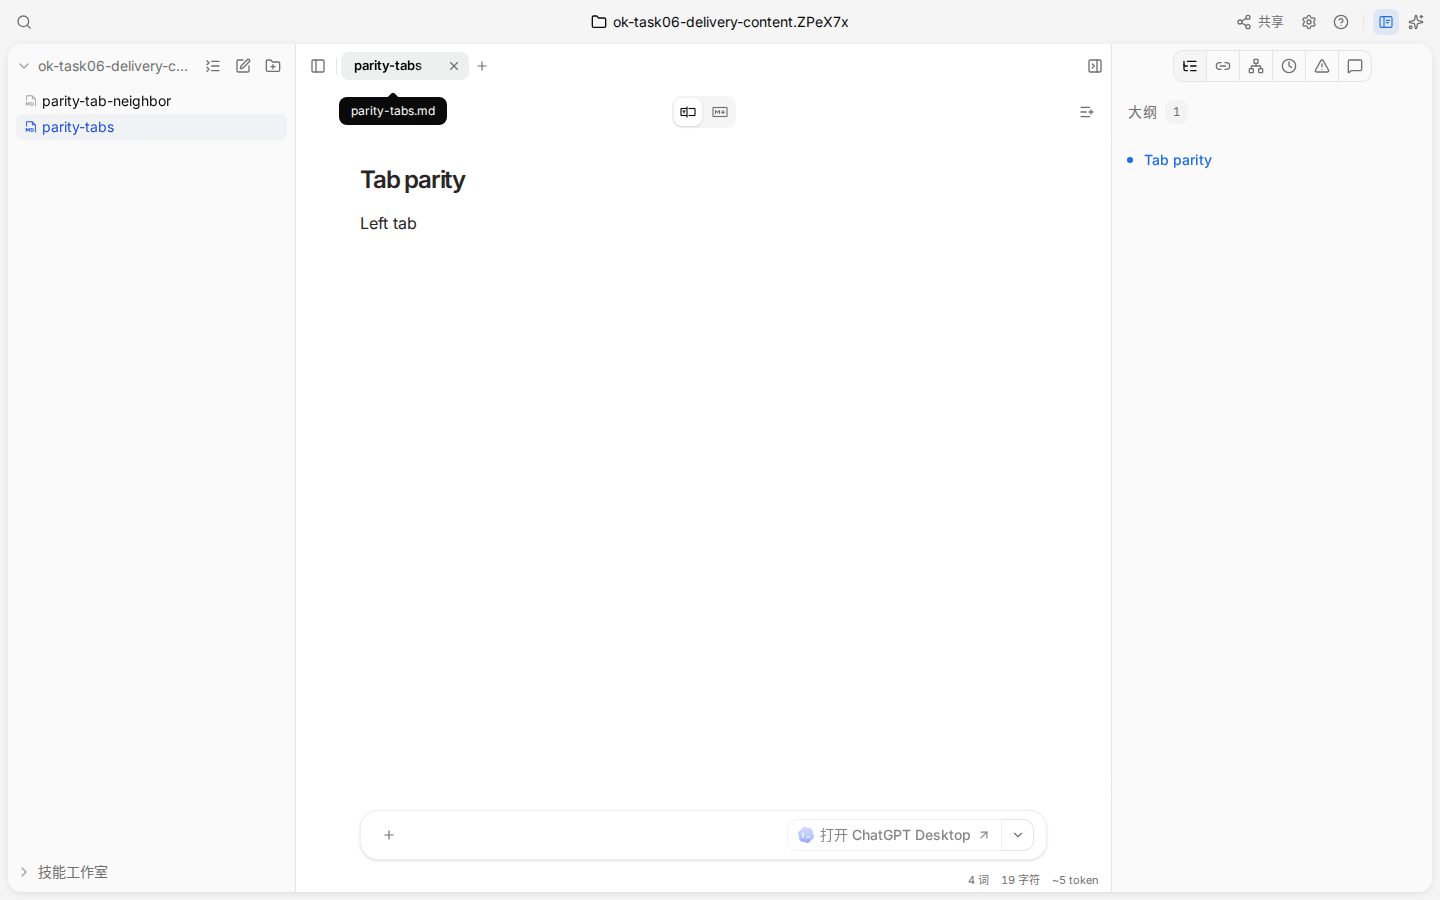 ok-task06-delivery-content.ZPeX7x
共享
ok-task06-delivery-c...
parity-tab-neighbor
parity-tabs
技能工作室
parity-tabs
parity-tabs.md
Tab parity
Left tab
打开 ChatGPT Desktop
4 词 19 字符 ~5 token
大纲 1
Tab parity